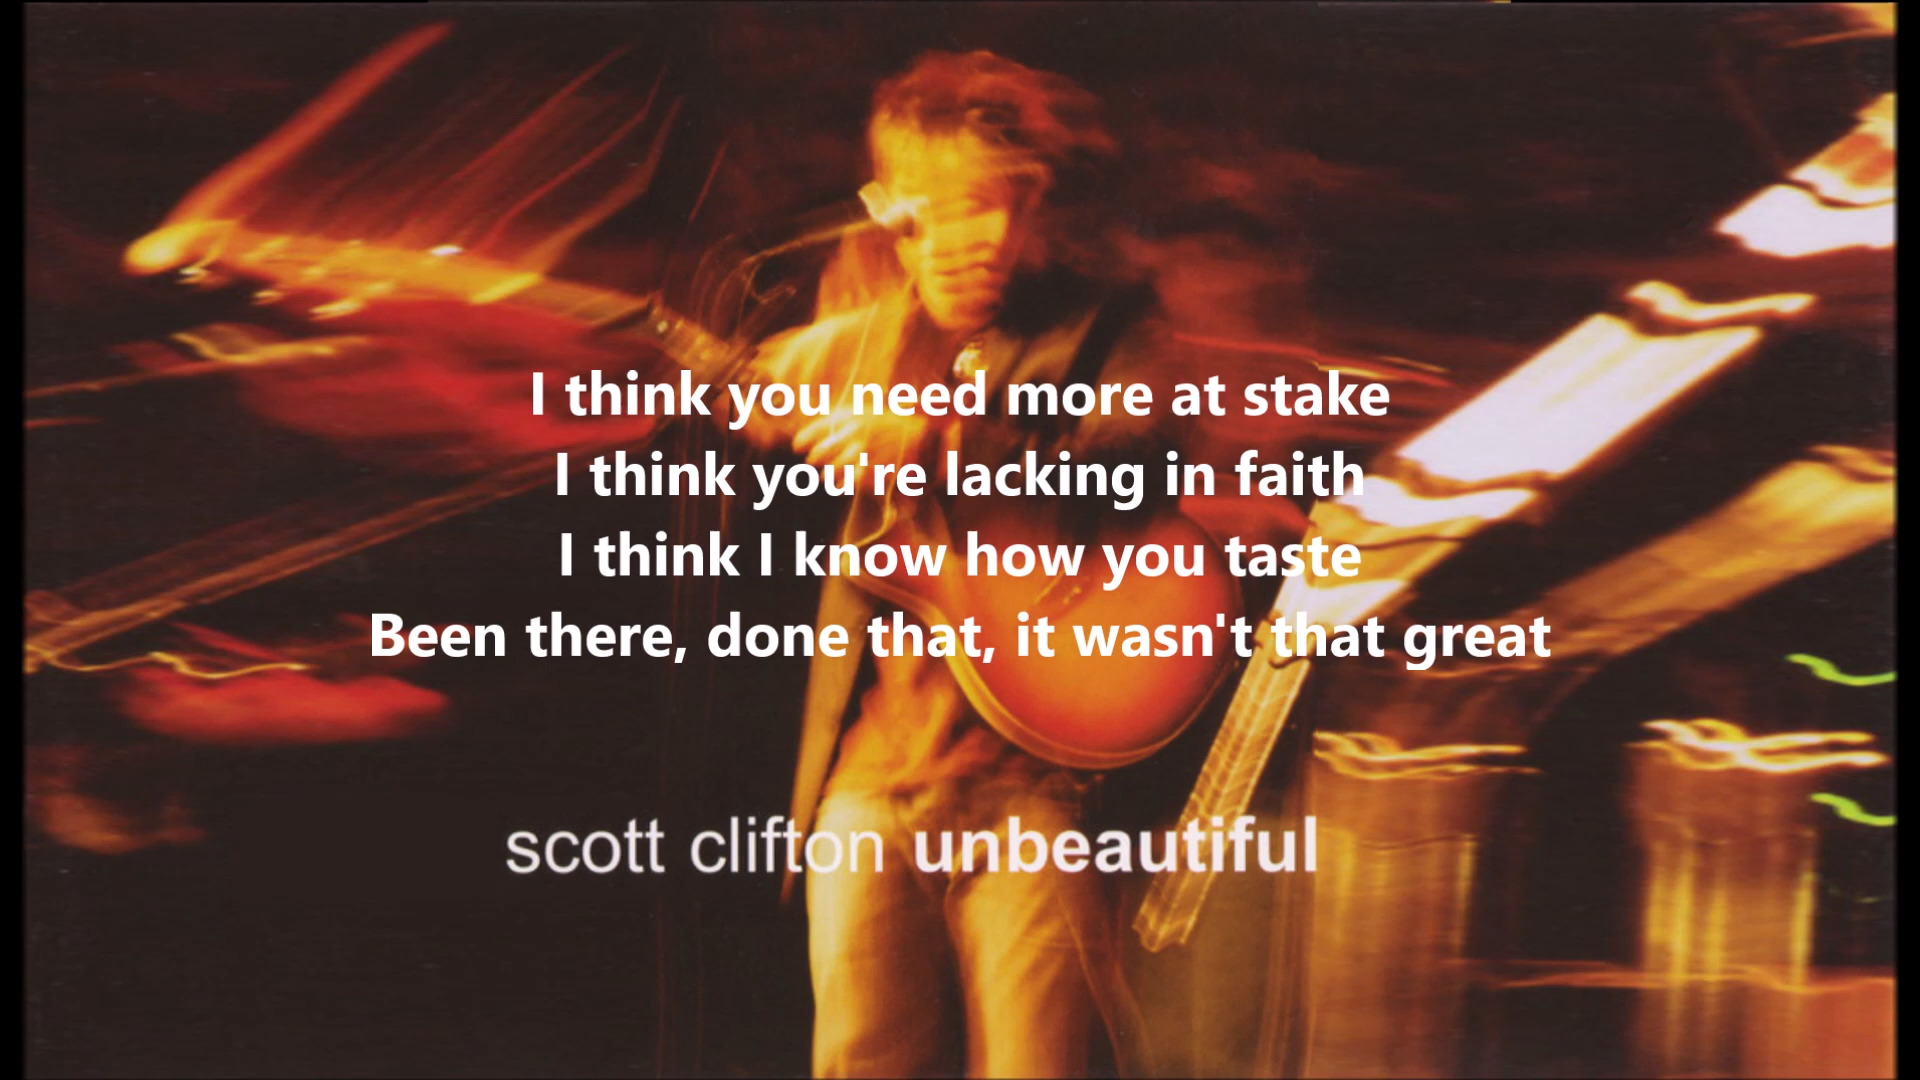 I think you need more at stake
I think you're lacking in faith
I think I know how you taste
Been there, done that, it wasn't that great
scott clifton unbeautiful